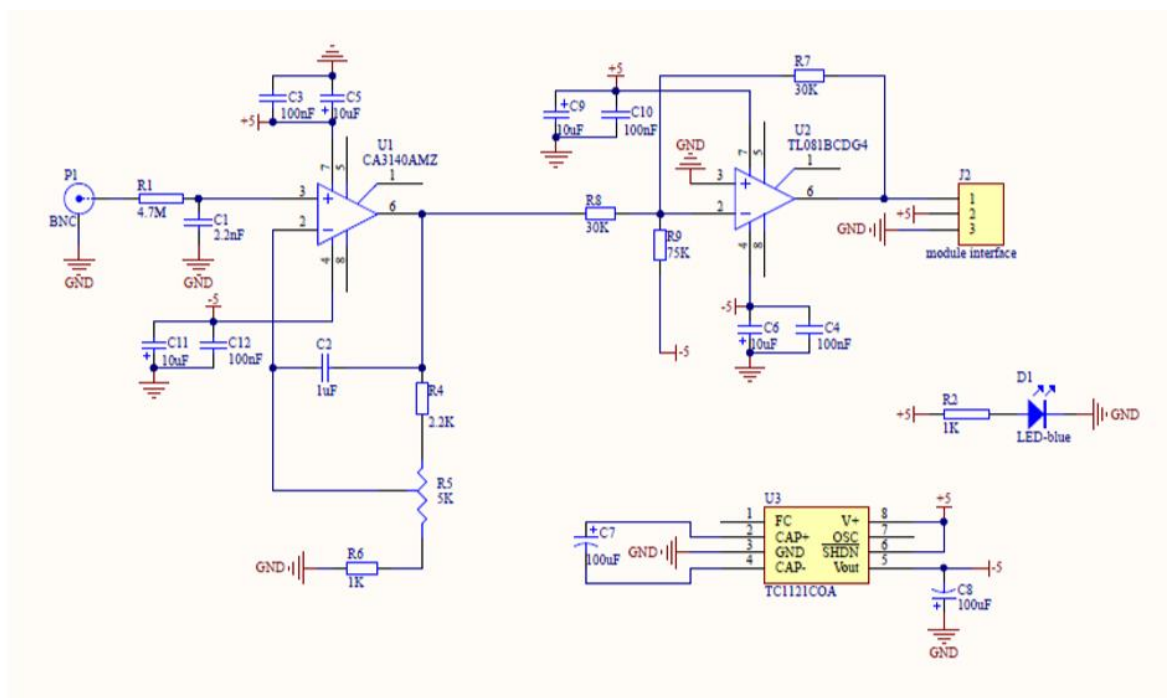 P1
BNC
GND
R1
4.7M
C1
2.2nF
GND
+5
C3
100nF
C5
10uF
U1
CA3140AMZ
7
5
1
3
2
6
4
8
-5
C11
10uF
C12
100nF
C2
1uF
R4
2.2K
R5
5K
GND
R6
1K
+5
C9
10uF
C10
100nF
R7
30K
GND
U2
TL081BCDG4
7
5
1
3
2
6
4
8
R8
30K
R9
75K
-5
-5
C6
10uF
C4
100nF
J2
1
2
3
+5
GND
module interface
+5
R2
1K
D1
LED-blue
GND
U3
1 FC V+ 8
2 CAP+ OSC 7
3 GND SHDN 6
4 CAP- Vout 5
TC1121COA
C7
100uF
GND
+5
-5
C8
100uF
GND